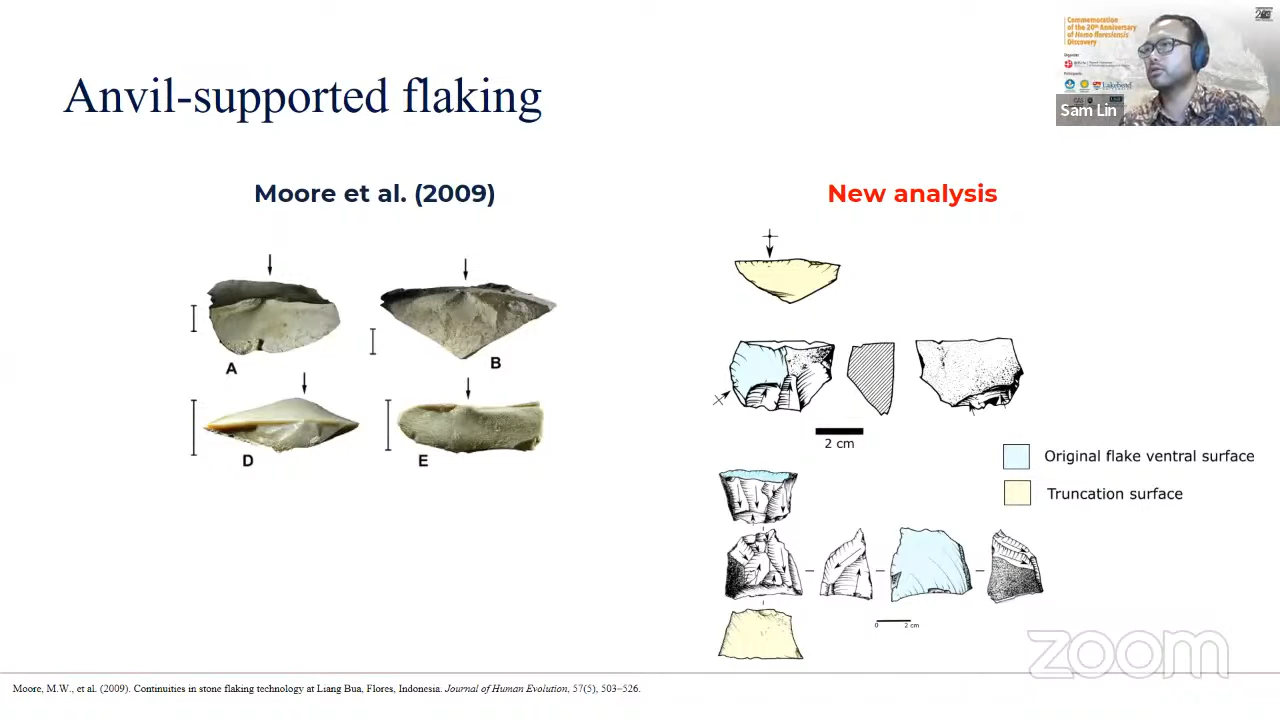 Commemoration
of the 20th Anniversary
of Homo floresiensis
Discovery
Lakehead
Sam Lin
Anvil-supported flaking
Moore et al. (2009)
New analysis
A
B
D
E
2 cm
Original flake ventral surface
Truncation surface
0 2 cm
zoom
Moore, M.W., et al. (2009). Continuities in stone flaking technology at Liang Bua, Flores, Indonesia. Journal of Human Evolution, 57(5), 503–526.